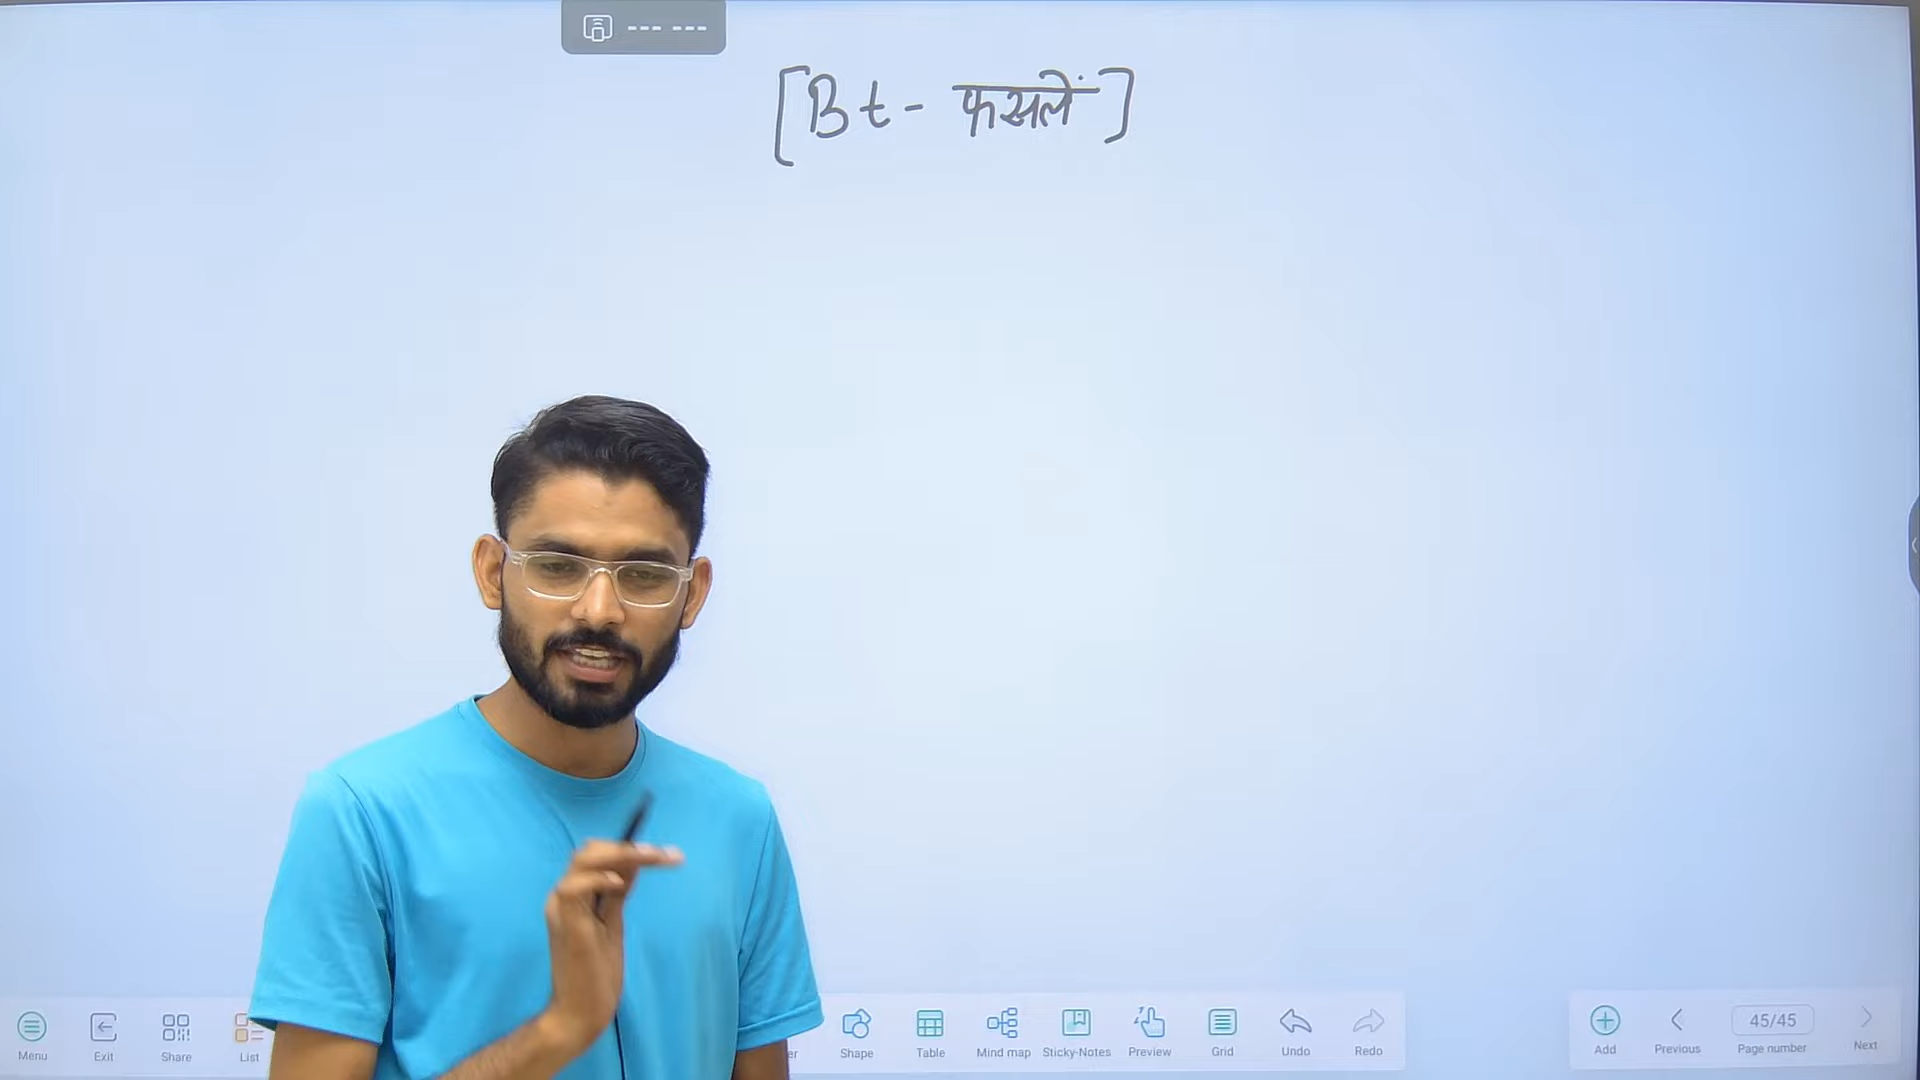 [Bt - फसलें]
Menu
Exit
Share
List
er
Shape
Table
Mind map
Sticky-Notes
Preview
Grid
Undo
Redo
Add
Previous
45/45
Page number
Next